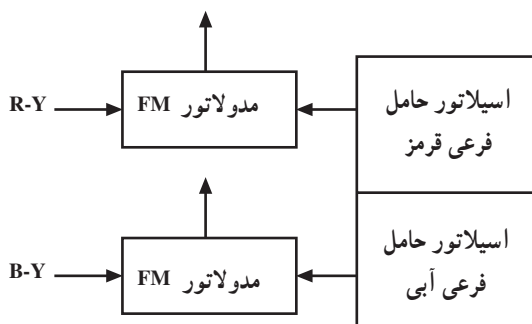 R-Y
مدولاتور FM
اسیلاتور حامل
فرعی قرمز
B-Y
مدولاتور FM
اسیلاتور حامل
فرعی آبی